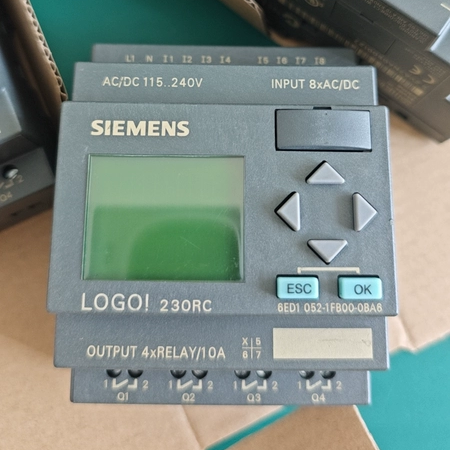 L1 N I1 I2 I3 I4 I5 I6 I7 I8
AC/DC 115..240V INPUT 8xAC/DC
SIEMENS
ESC OK
LOGO! 230RC 6ED1 052-1FB00-0BA6
OUTPUT 4xRELAY/10A X 5
6 7
1 2 1 2 1 2 1 2
Q1 Q2 Q3 Q4